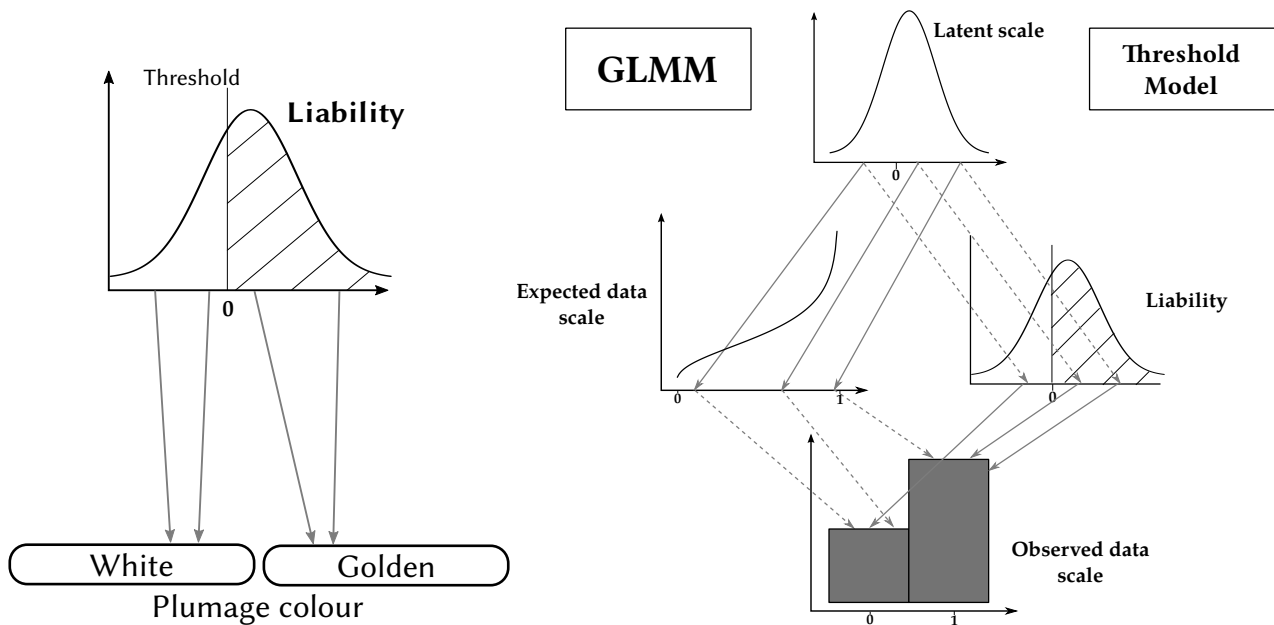 Threshold
Liability
0
White
Golden
Plumage colour
GLMM
Latent scale
Threshold
Model
0
Expected data
scale
0
1
Liability
0
Observed data
scale
0
1